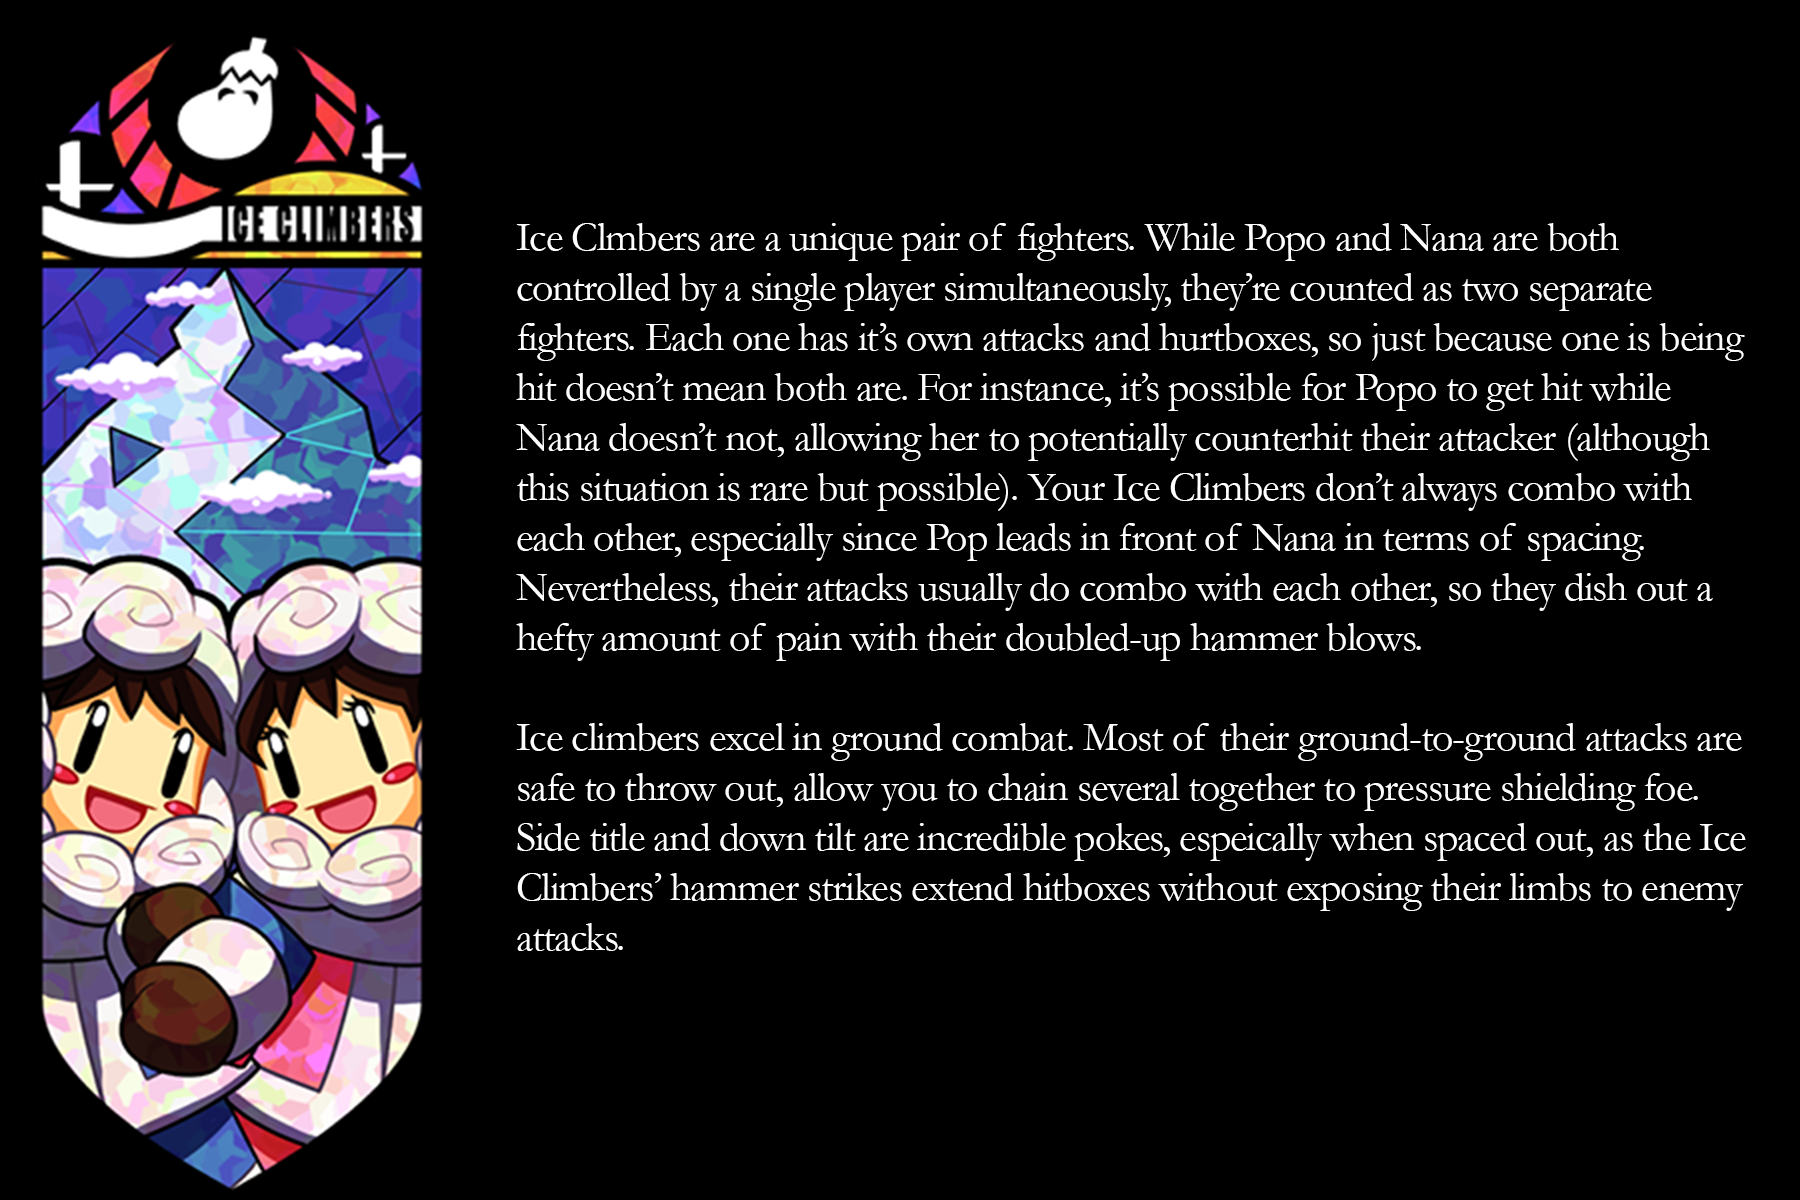 ICE CLIMBERS
Ice Clmbers are a unique pair of fighters. While Popo and Nana are both
controlled by a single player simultaneously, they’re counted as two separate
fighters. Each one has it’s own attacks and hurtboxes, so just because one is being
hit doesn’t mean both are. For instance, it’s possible for Popo to get hit while
Nana doesn’t not, allowing her to potentially counterhit their attacker (although
this situation is rare but possible). Your Ice Climbers don’t always combo with
each other, especially since Pop leads in front of Nana in terms of spacing.
Nevertheless, their attacks usually do combo with each other, so they dish out a
hefty amount of pain with their doubled-up hammer blows.
Ice climbers excel in ground combat. Most of their ground-to-ground attacks are
safe to throw out, allow you to chain several together to pressure shielding foe.
Side title and down tilt are incredible pokes, espeically when spaced out, as the Ice
Climbers’ hammer strikes extend hitboxes without exposing their limbs to enemy
attacks.